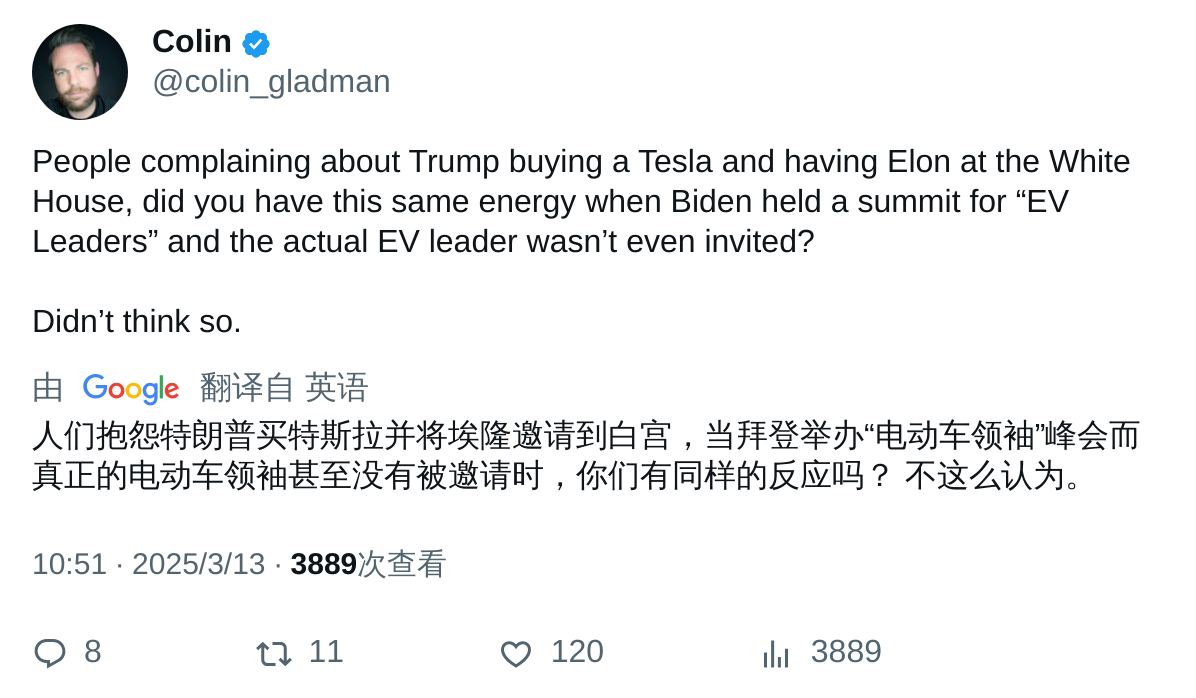 Colin
@colin_gladman
People complaining about Trump buying a Tesla and having Elon at the White
House, did you have this same energy when Biden held a summit for “EV
Leaders” and the actual EV leader wasn’t even invited?
Didn’t think so.
由 Google 翻译自 英语
人们抱怨特朗普买特斯拉并将埃隆邀请到白宫，当拜登举办“电动车领袖”峰会而
真正的电动车领袖甚至没有被邀请时，你们有同样的反应吗？ 不这么认为。
10:51 · 2025/3/13 · 3889次查看
8 11 120 3889